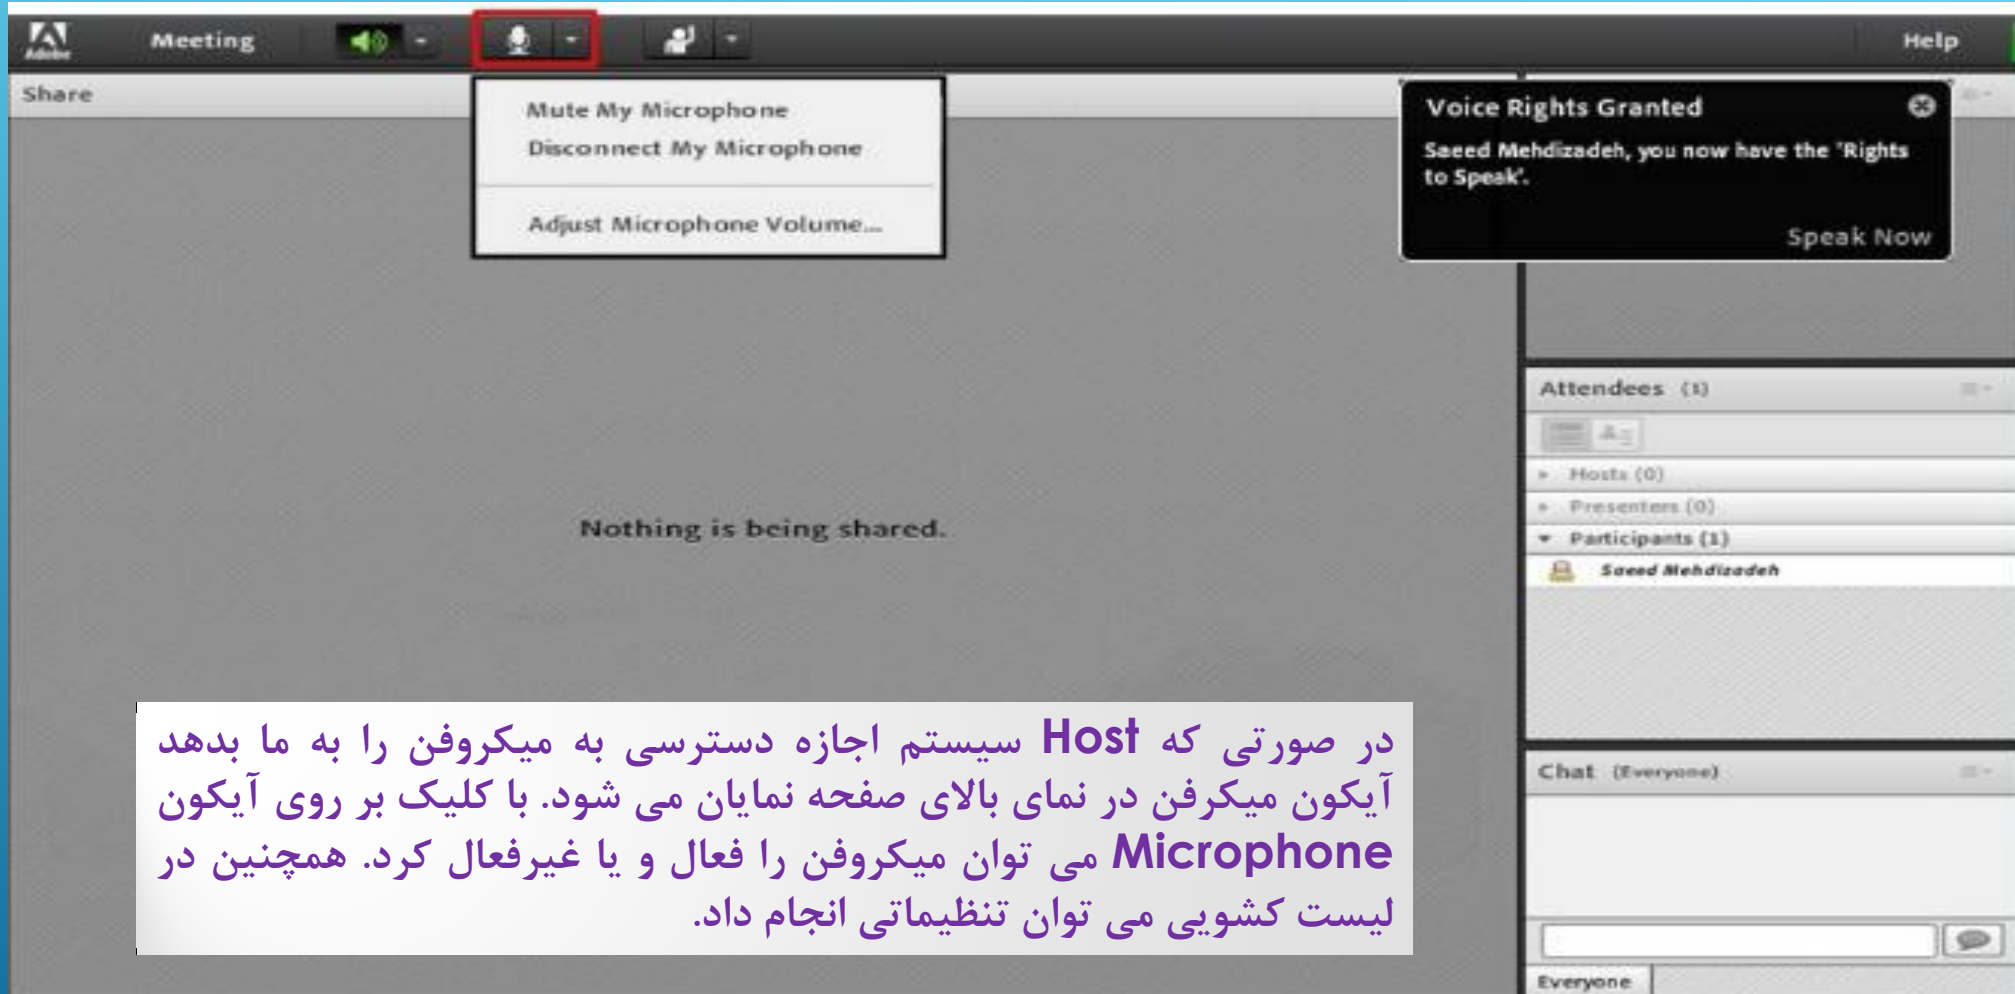 Adobe
Meeting
Help
Share
Mute My Microphone
Disconnect My Microphone
Adjust Microphone Volume...
Voice Rights Granted
Saeed Mehdizadeh, you now have the 'Rights
to Speak'.
Speak Now
Nothing is being shared.
Attendees (1)
Hosts (0)
Presenters (0)
Participants (1)
Saeed Mehdizadeh
در صورتی که Host سیستم اجازه دسترسی به میکروفن را به ما بدهد
آیکون میکرفن در نمای بالای صفحه نمایان می شود. با کلیک بر روی آیکون
Microphone می توان میکروفن را فعال و یا غیرفعال کرد. همچنین در
لیست کشویی می توان تنظیماتی انجام داد.
Chat (Everyone)
Everyone